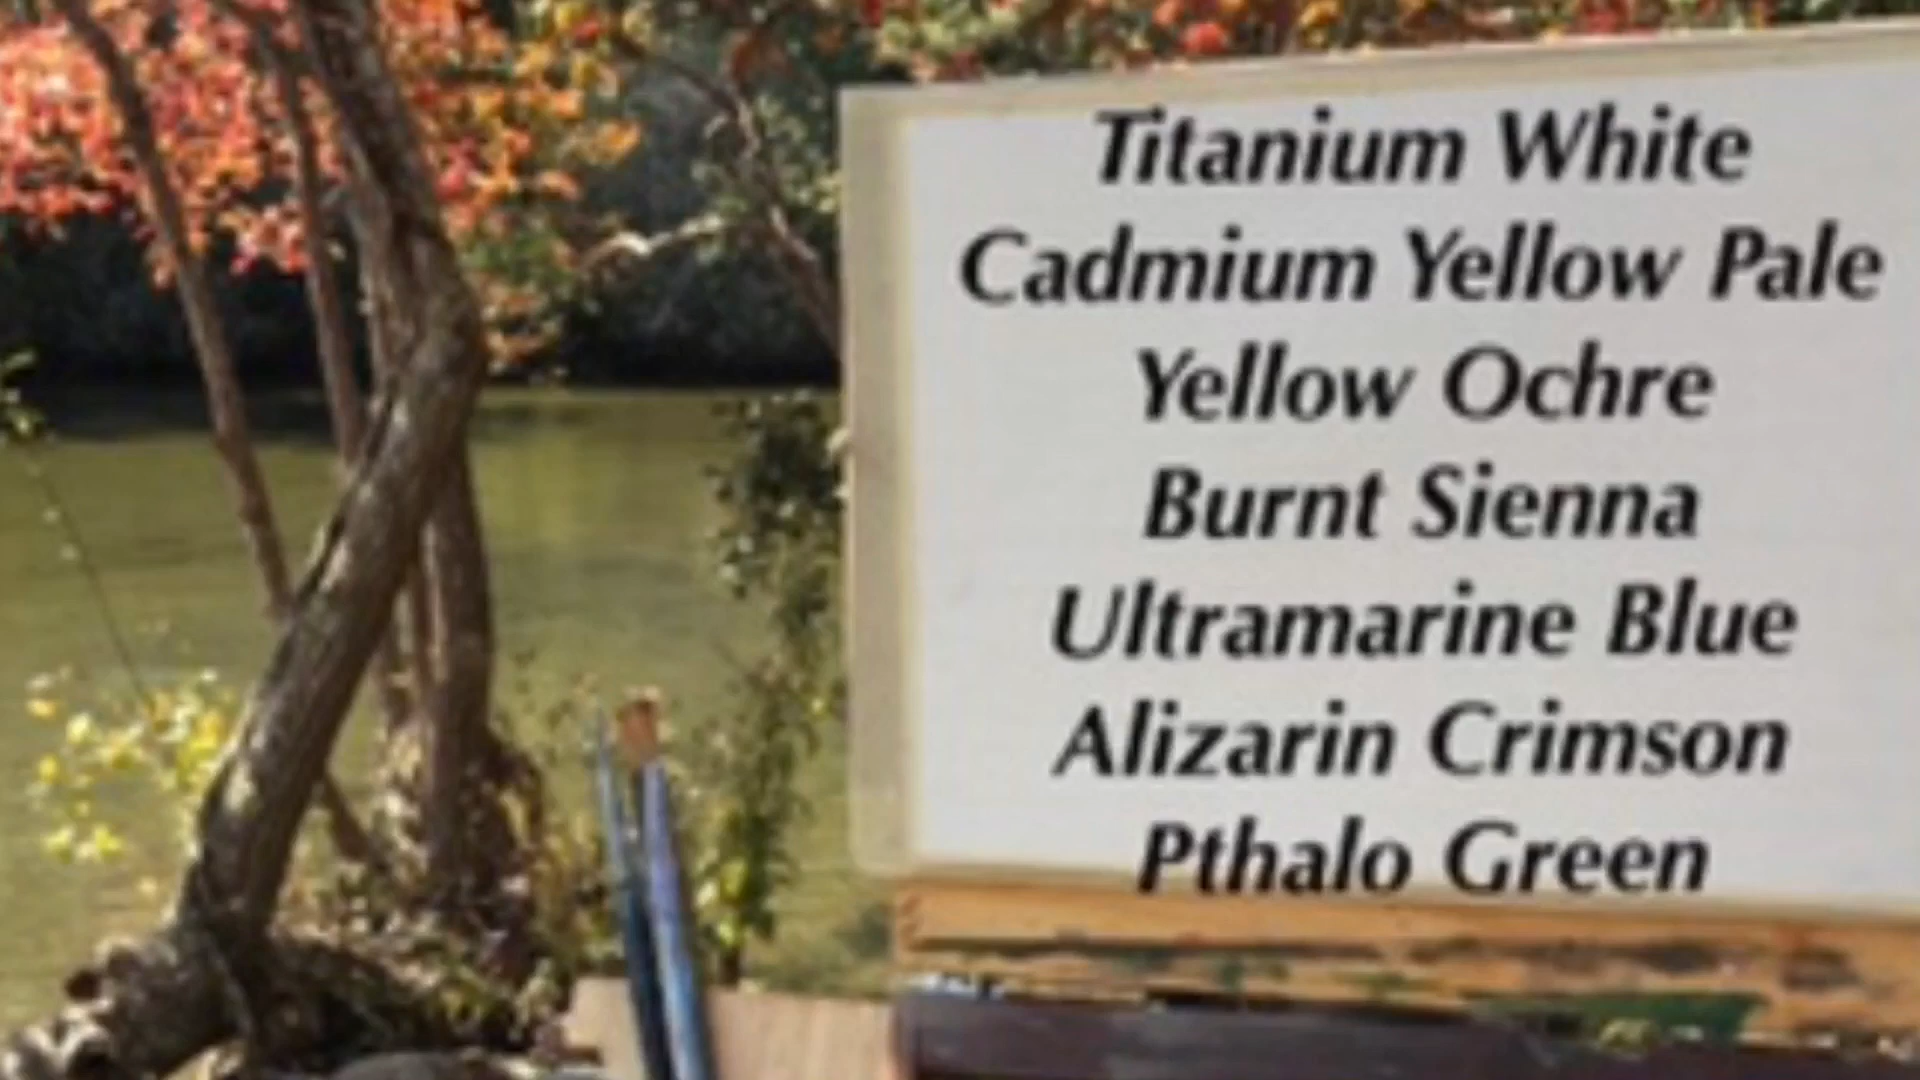 Titanium White
Cadmium Yellow Pale
Yellow Ochre
Burnt Sienna
Ultramarine Blue
Alizarin Crimson
Pthalo Green